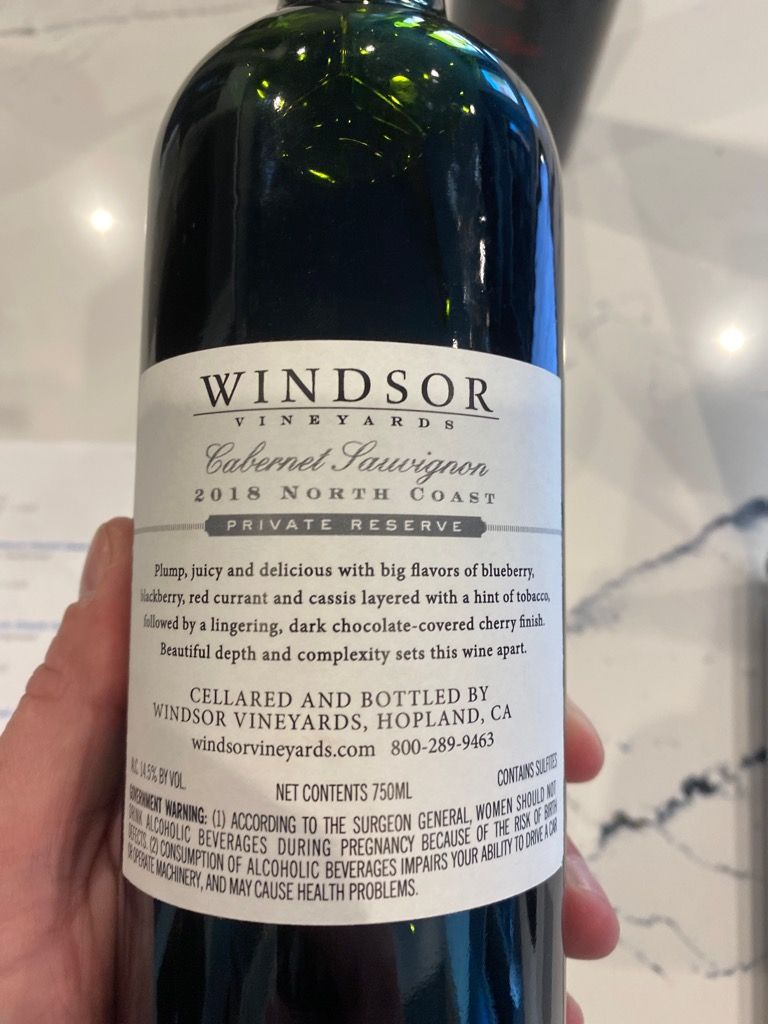 WINDSOR
VINEYARDS
Cabernet Sauvignon
2018 NORTH COAST
PRIVATE RESERVE
Plump, juicy and delicious with big flavors of blueberry,
blackberry, red currant and cassis layered with a hint of tobacco,
followed by a lingering, dark chocolate-covered cherry finish.
Beautiful depth and complexity sets this wine apart.
CELLARED AND BOTTLED BY
WINDSOR VINEYARDS, HOPLAND, CA
windsorvineyards.com 800-289-9463
ALC. 14.5% BY VOL.
NET CONTENTS 750ML
CONTAINS SULFITES
GOVERNMENT WARNING: (1) ACCORDING TO THE SURGEON GENERAL, WOMEN SHOULD NOT
DRINK ALCOHOLIC BEVERAGES DURING PREGNANCY BECAUSE OF THE RISK OF BIRTH
DEFECTS. (2) CONSUMPTION OF ALCOHOLIC BEVERAGES IMPAIRS YOUR ABILITY TO DRIVE A CAR
OR OPERATE MACHINERY, AND MAY CAUSE HEALTH PROBLEMS.